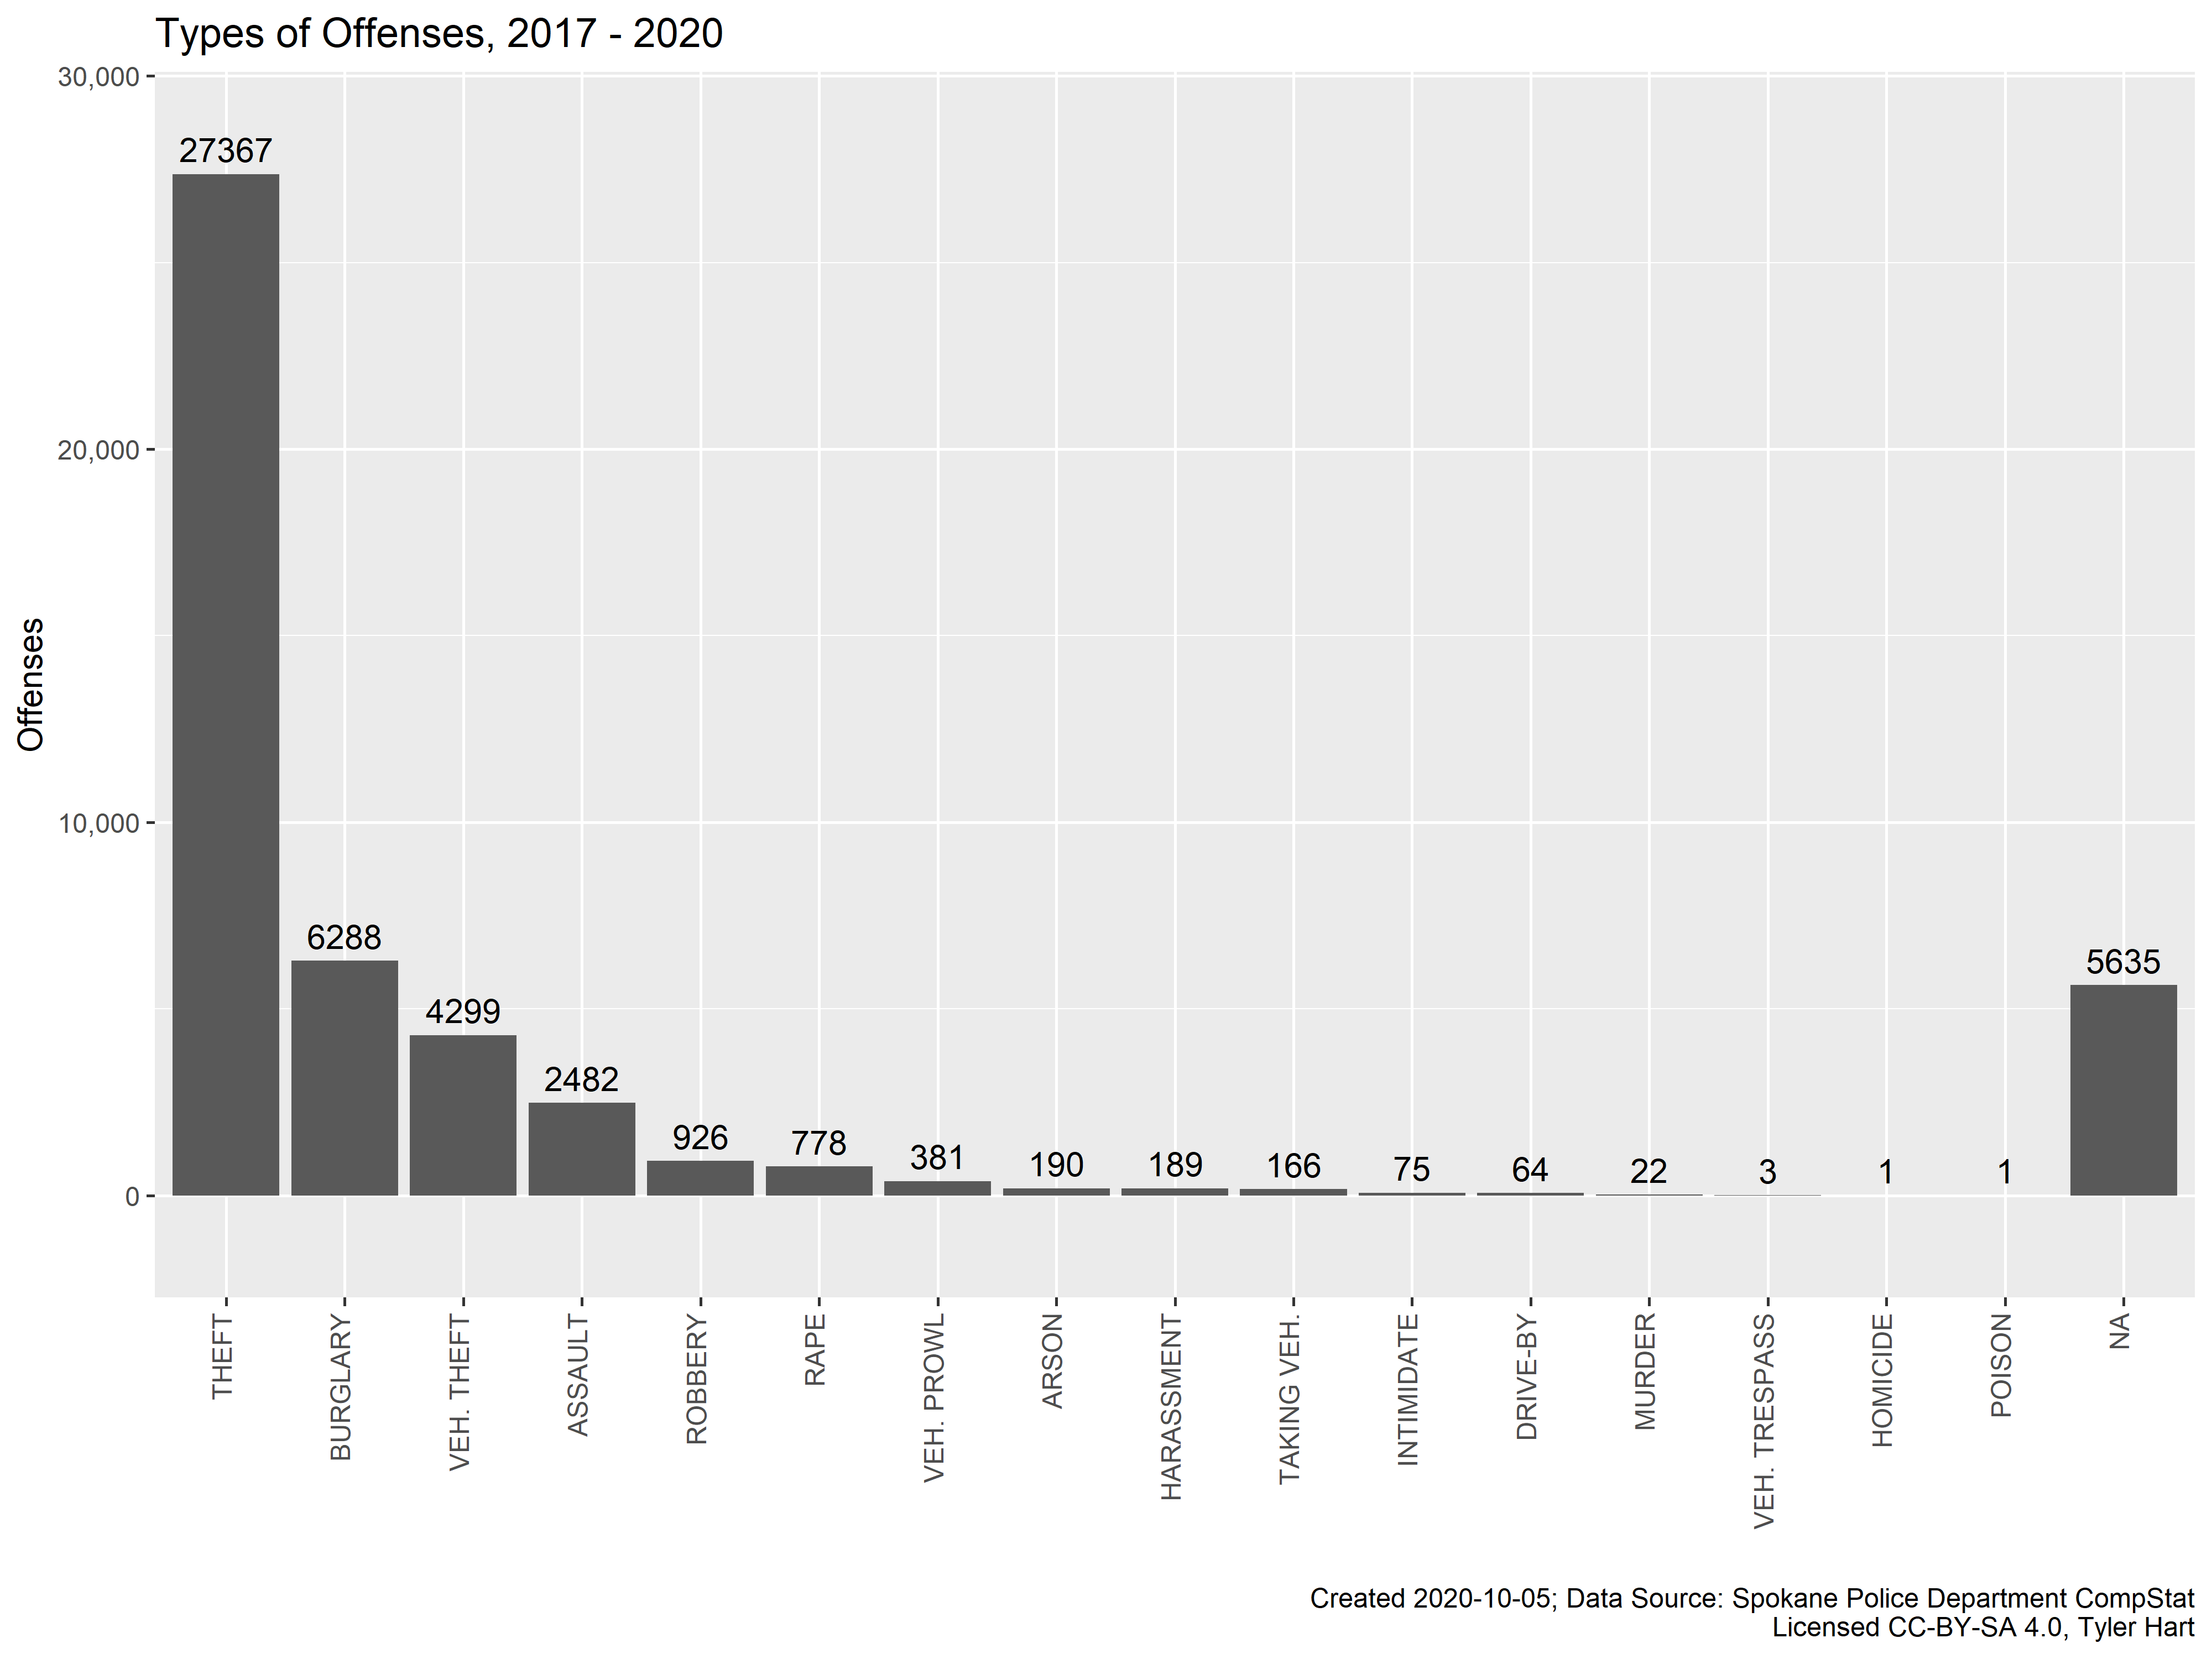 Types of Offenses, 2017 - 2020
Offenses
30,000
20,000
10,000
0
27367
6288
4299
2482
926
778
381
190
189
166
75
64
22
3
1
1
5635
THEFT
BURGLARY
VEH. THEFT
ASSAULT
ROBBERY
RAPE
VEH. PROWL
ARSON
HARASSMENT
TAKING VEH.
INTIMIDATE
DRIVE-BY
MURDER
VEH. TRESPASS
HOMICIDE
POISON
NA
Created 2020-10-05; Data Source: Spokane Police Department CompStat
Licensed CC-BY-SA 4.0, Tyler Hart